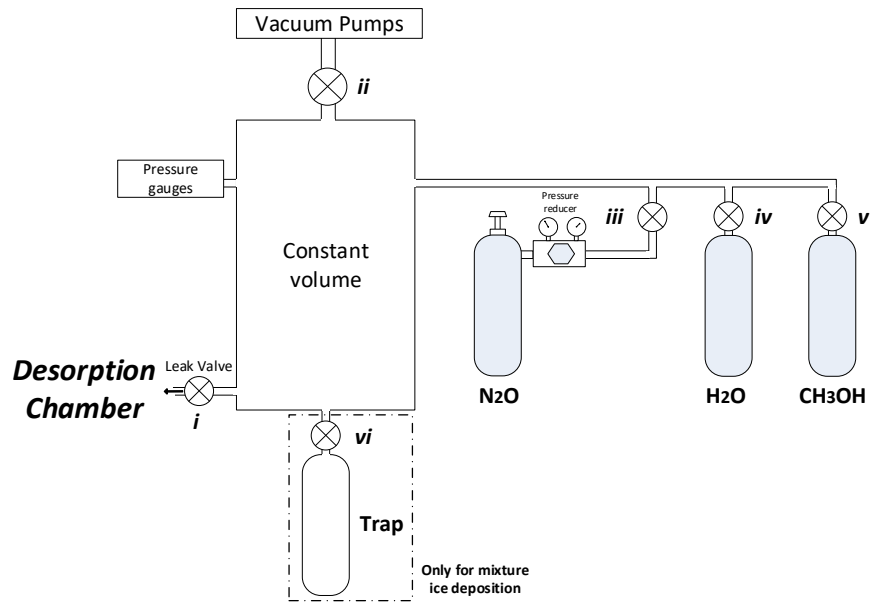 Vacuum Pumps
ii
Pressure
gauges
Pressure
reducer
iii
iv
v
Constant
volume
Desorption
Chamber
Leak Valve
i
N2O
H2O
CH3OH
vi
Trap
Only for mixture
ice deposition